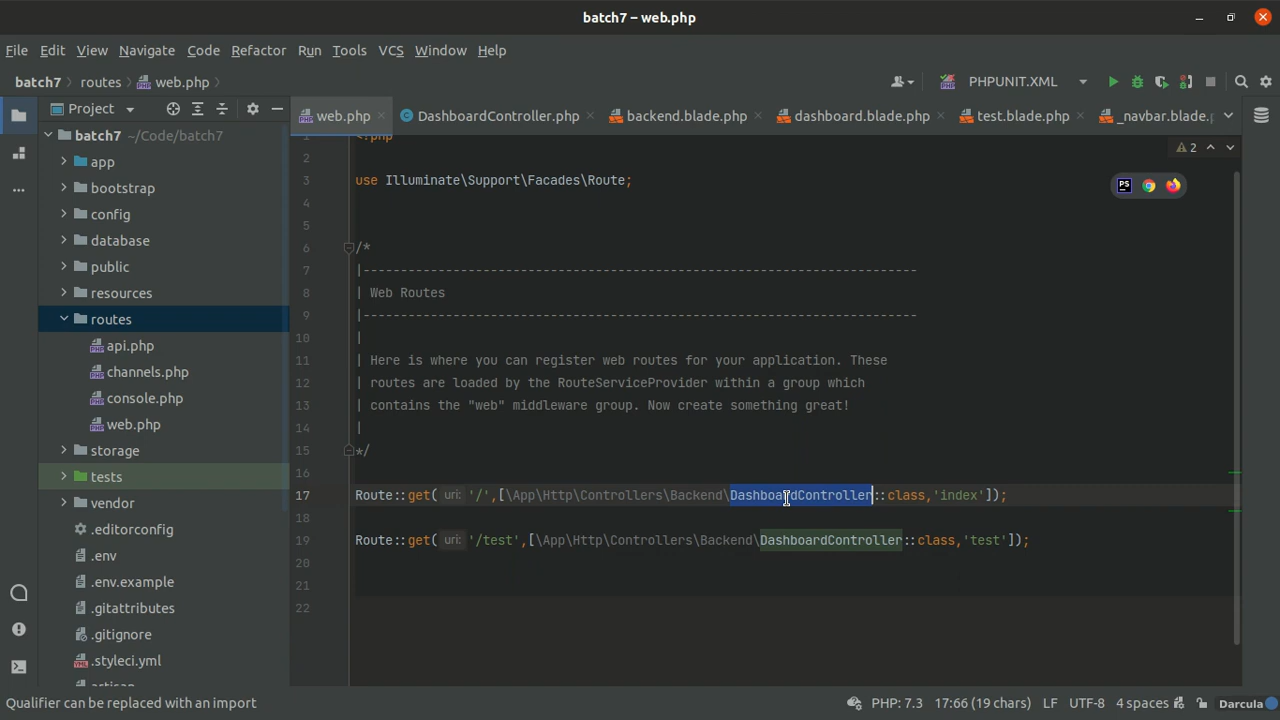 batch7 – web.php
File Edit View Navigate Code Refactor Run Tools VCS Window Help
batch7 routes web.php PHPUNIT.XML
Project web.php DashboardController.php backend.blade.php dashboard.blade.php test.blade.php _navbar.blade.p
batch7 ~/Code/batch7
app
bootstrap
config
database
public
resources
routes
api.php
channels.php
console.php
web.php
storage
tests
vendor
.editorconfig
.env
.env.example
.gitattributes
.gitignore
.styleci.yml
artisan
2
1 <?php
2
3 use Illuminate\Support\Facades\Route;
4
5
6 /*
7 |--------------------------------------------------------------------------
8 | Web Routes
9 |--------------------------------------------------------------------------
10 |
11 | Here is where you can register web routes for your application. These
12 | routes are loaded by the RouteServiceProvider within a group which
13 | contains the "web" middleware group. Now create something great!
14 |
15 */
16
17 Route::get( uri: '/',[\App\Http\Controllers\Backend\DashboardController::class,'index']);
18
19 Route::get( uri: '/test',[\App\Http\Controllers\Backend\DashboardController::class,'test']);
20
21
22
PS
Qualifier can be replaced with an import PHP: 7.3 17:66 (19 chars) LF UTF-8 4 spaces Darcula